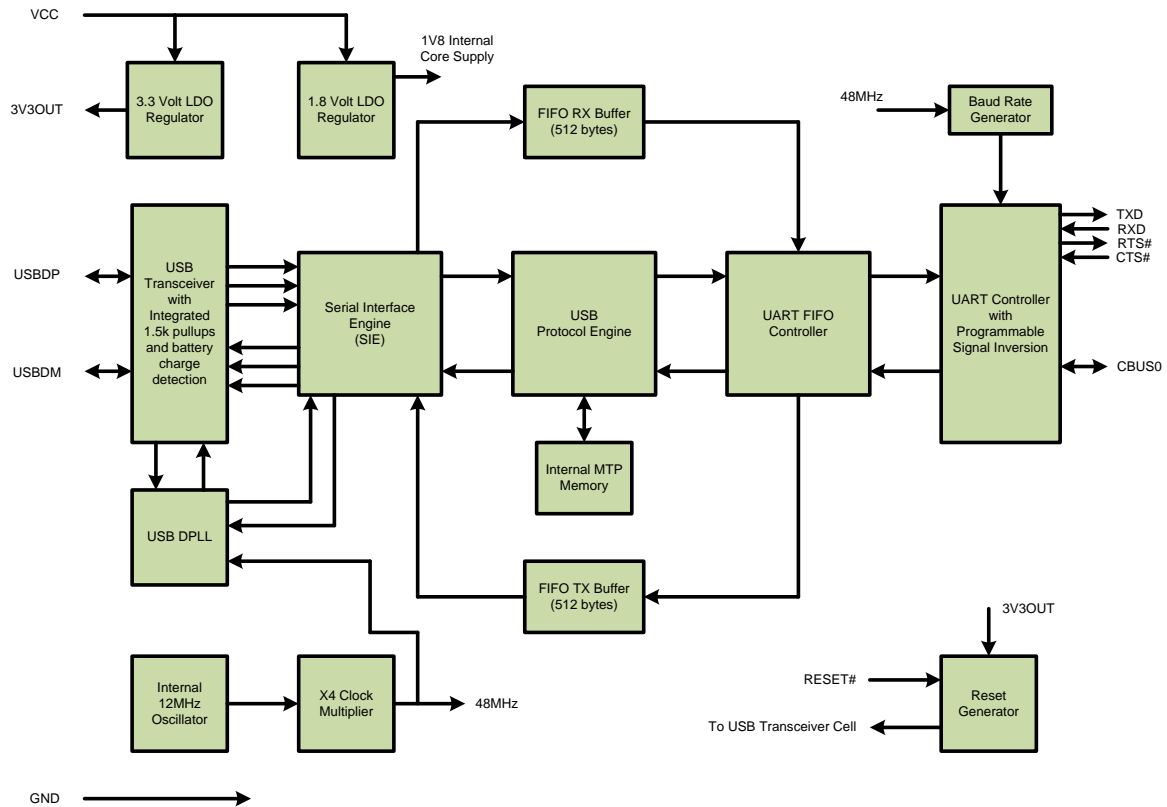 VCC
3V3OUT
3.3 Volt LDO
Regulator
1.8 Volt LDO
Regulator
1V8 Internal
Core Supply
FIFO RX Buffer
(512 bytes)
48MHz
Baud Rate
Generator
USBDP
USBDM
USB
Transceiver
with
Integrated
1.5k pullups
and battery
charge
detection
Serial Interface
Engine
(SIE)
USB
Protocol Engine
UART FIFO
Controller
UART Controller
with
Programmable
Signal Inversion
TXD
RXD
RTS#
CTS#
CBUS0
Internal MTP
Memory
USB DPLL
FIFO TX Buffer
(512 bytes)
Internal
12MHz
Oscillator
X4 Clock
Multiplier
48MHz
3V3OUT
RESET#
To USB Transceiver Cell
Reset
Generator
GND